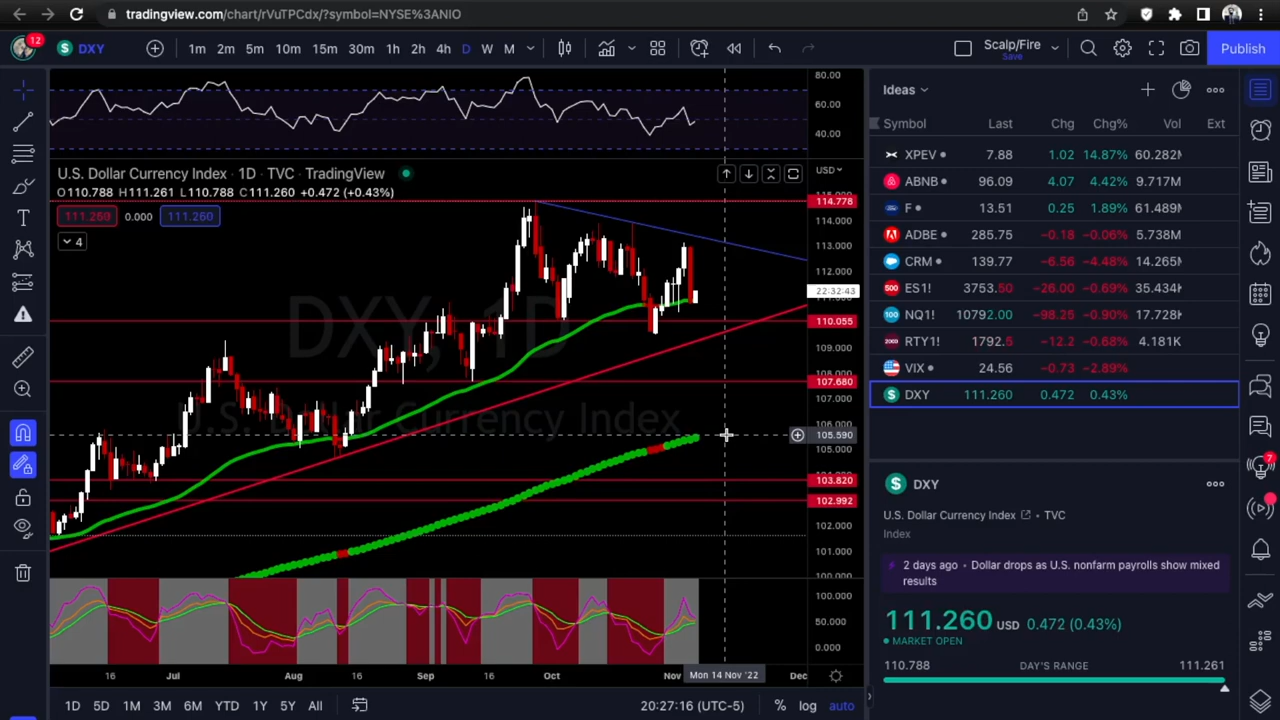 tradingview.com/chart/rVuTPCdx/?symbol=NYSE%3ANIO
12
DXY
1m 2m 5m 10m 15m 30m 1h 2h 4h D W M
Scalp/Fire
Save
Publish
80.00
60.00
40.00
U.S. Dollar Currency Index · 1D · TVC · TradingView
USD
O110.788 H111.261 L110.788 C111.260 +0.472 (+0.43%)
111.260 0.000 111.260
4
114.778
114.000
113.000
112.000
22:32:43
110.055
109.000
107.680
107.000
106.000
105.590
103.820
102.992
102.000
101.000
100.000
DXY, 1D
U.S. Dollar Currency Index
100.000
50.000
0.000
16 Jul Aug 16 Sep 16 Oct Nov Mon 14 Nov '22 Dec
1D 5D 1M 3M 6M YTD 1Y 5Y All
20:27:16 (UTC-5) % log auto
Ideas
Symbol Last Chg Chg% Vol Ext
XPEV 7.88 1.02 14.87% 60.282M
ABNB 96.09 4.07 4.42% 9.717M
F 13.51 0.25 1.89% 61.489M
ADBE 285.75 −0.18 −0.06% 5.738M
CRM 139.77 −6.56 −4.48% 14.265M
500 ES1! 3753.50 −26.00 −0.69% 35.434K
100 NQ1! 10792.00 −98.25 −0.90% 17.728K
2000 RTY1! 1792.5 −12.2 −0.68% 4.181K
VIX 24.56 −0.73 −2.89%
DXY 111.260 0.472 0.43%
DXY
U.S. Dollar Currency Index • TVC
Index
2 days ago • Dollar drops as U.S. nonfarm payrolls show mixed
results
111.260 USD 0.472 (0.43%)
MARKET OPEN
110.788 DAY'S RANGE 111.261
7